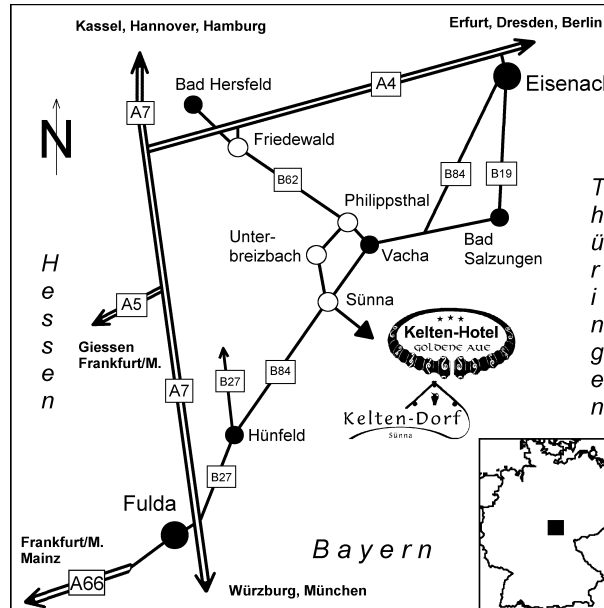 Kassel, Hannover, Hamburg
Erfurt, Dresden, Berlin
A7
A4
Bad Hersfeld
Eisenach
N
Friedewald
B62
B84
B19
Philippsthal
Unter-
breizbach
Vacha
Bad
Salzungen
Hessen
Thüringen
A5
Sünna
Giessen
Frankfurt/M.
Kelten-Hotel
GOLDENE AUE
A7
B27
B84
Kelten-Dorf
Sünna
Hünfeld
B27
Fulda
Frankfurt/M.
Mainz
Bayern
A66
Würzburg, München